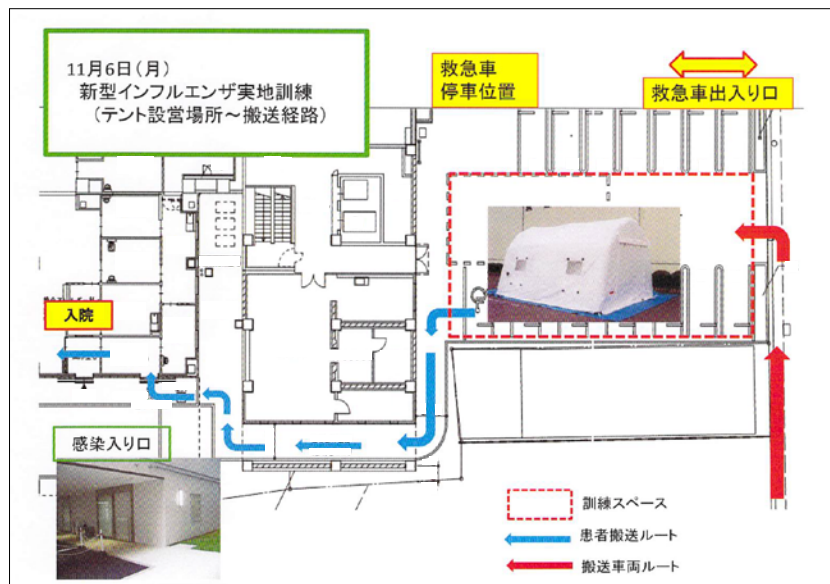 11月6日(月)
新型インフルエンザ実地訓練
(テント設営場所～搬送経路)
救急車
停車位置
救急車出入り口
入院
感染入り口
訓練スペース
患者搬送ルート
搬送車両ルート